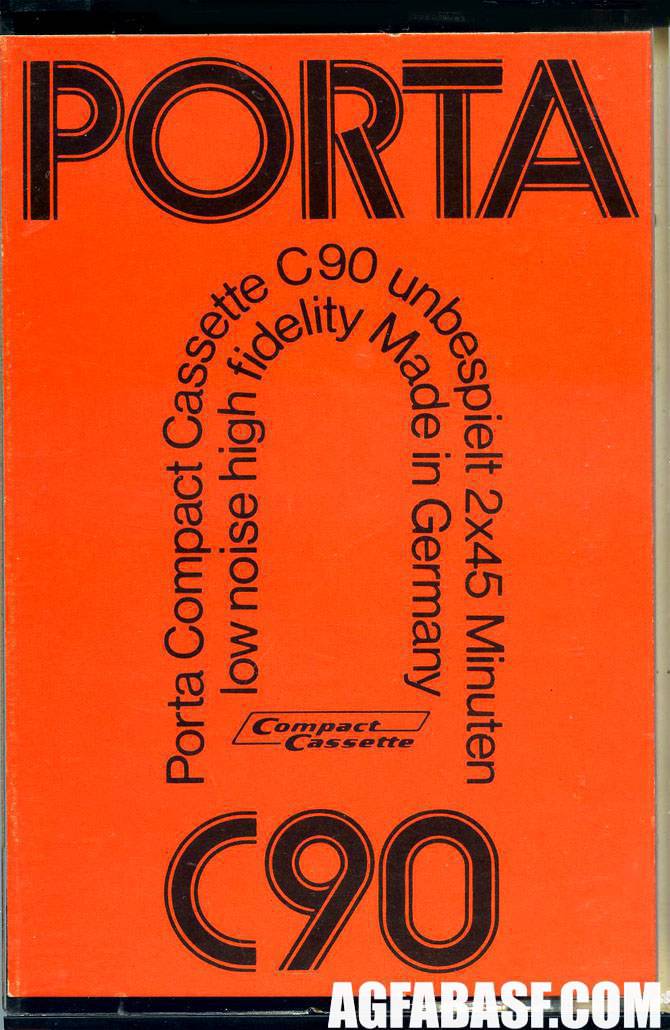 PORTA
Porta Compact Cassette C90 unbespielt 2x45 Minuten
low noise high fidelity Made in Germany
Compact
Cassette
C90
AGFABASF.COM